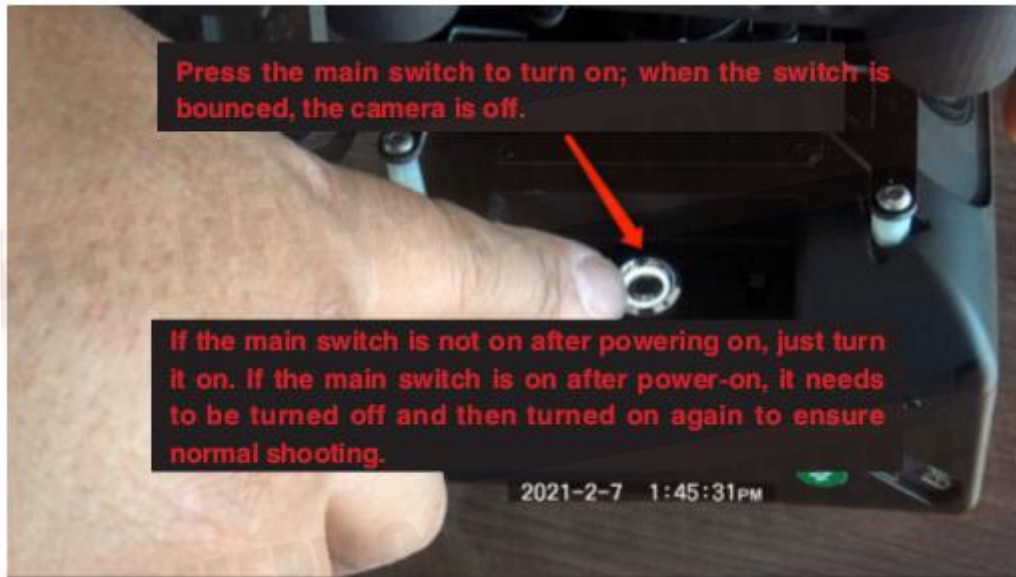 Press the main switch to turn on; when the switch is
bounced, the camera is off.
If the main switch is not on after powering on, just turn
it on. If the main switch is on after power-on, it needs
to be turned off and then turned on again to ensure
normal shooting.
2021-2-7 1:45:31PM